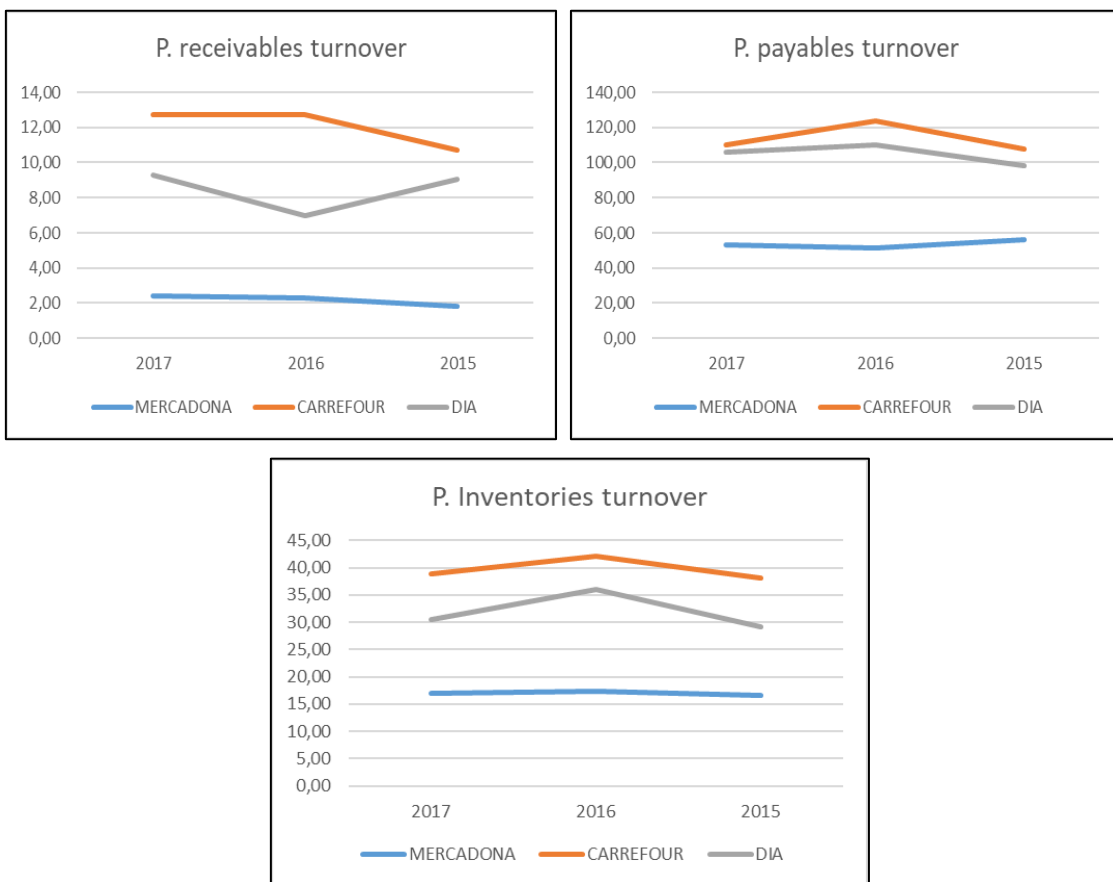 P. receivables turnover
14,00
12,00
10,00
8,00
6,00
4,00
2,00
0,00
2017 2016 2015
MERCADONA CARREFOUR DIA
P. payables turnover
140,00
120,00
100,00
80,00
60,00
40,00
20,00
0,00
2017 2016 2015
MERCADONA CARREFOUR DIA
P. Inventories turnover
45,00
40,00
35,00
30,00
25,00
20,00
15,00
10,00
5,00
0,00
2017 2016 2015
MERCADONA CARREFOUR DIA